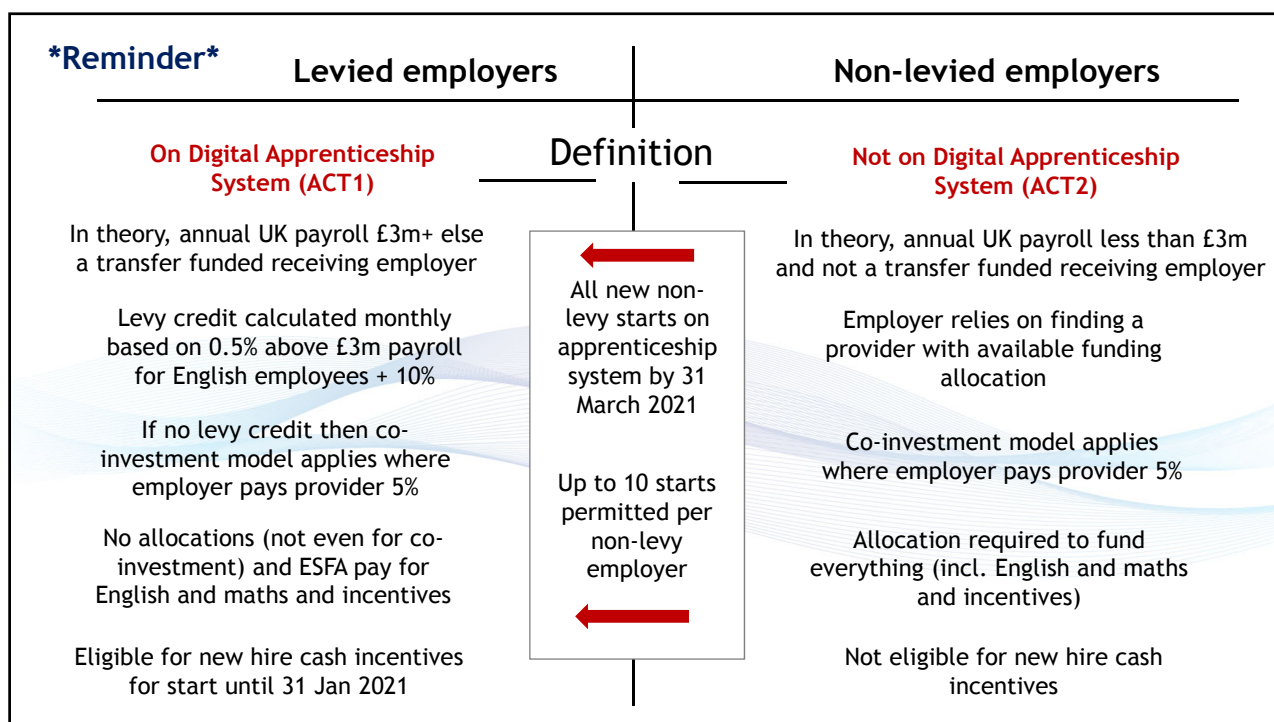 *Reminder*
Levied employers
Non-levied employers
Definition
On Digital Apprenticeship
System (ACT1)
In theory, annual UK payroll £3m+ else
a transfer funded receiving employer
Levy credit calculated monthly
based on 0.5% above £3m payroll
for English employees + 10%
If no levy credit then co-
investment model applies where
employer pays provider 5%
No allocations (not even for co-
investment) and ESFA pay for
English and maths and incentives
Eligible for new hire cash incentives
for start until 31 Jan 2021
All new non-
levy starts on
apprenticeship
system by 31
March 2021
Up to 10 starts
permitted per
non-levy
employer
Not on Digital Apprenticeship
System (ACT2)
In theory, annual UK payroll less than £3m
and not a transfer funded receiving employer
Employer relies on finding a
provider with available funding
allocation
Co-investment model applies
where employer pays provider 5%
Allocation required to fund
everything (incl. English and maths
and incentives)
Not eligible for new hire cash
incentives